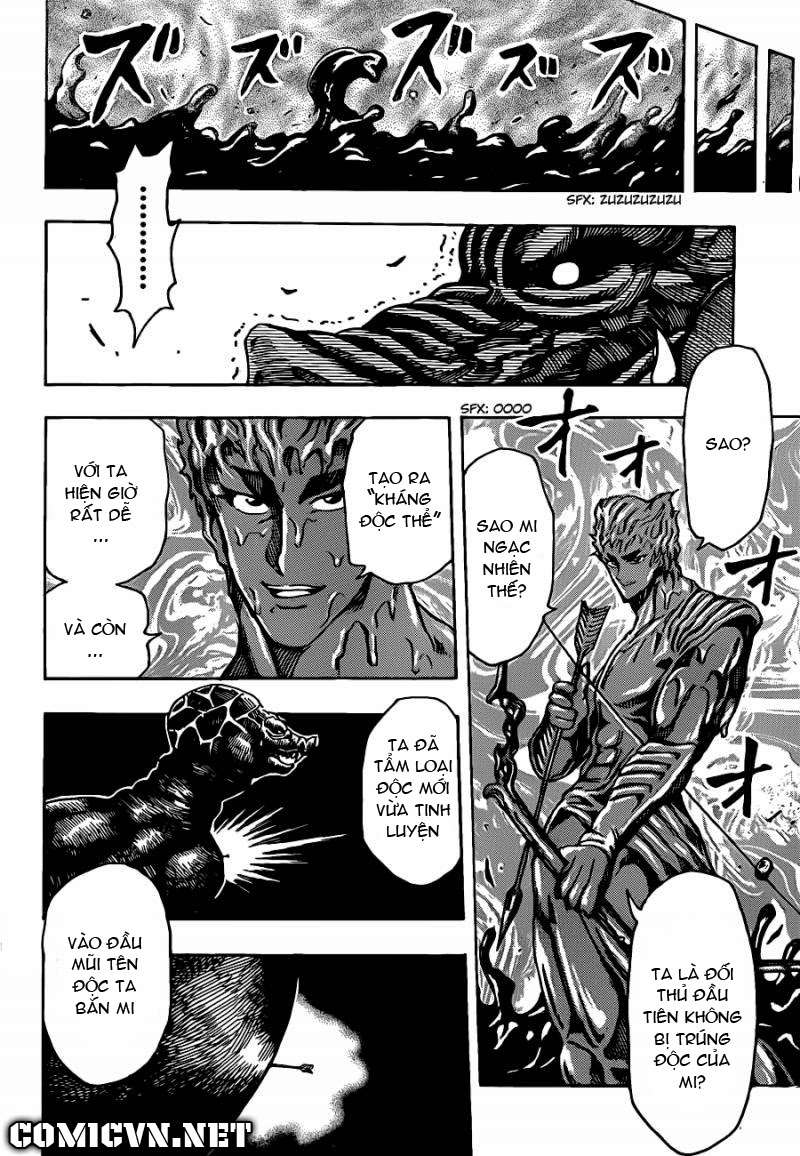 ズズズズズ
SFX: ZUZUZUZUZU
.........
SAO?
SFX: OOOO
オオオオ
SAO MI
NGẠC
NHIÊN
THẾ?
TA LÀ ĐỐI
THỦ ĐẦU
TIÊN KHÔNG
BỊ TRÚNG
ĐỘC CỦA
MI?
TẠO RA
"KHÁNG
ĐỘC THỂ"
VỚI TA
HIỆN GIỜ
RẤT DỄ
...
VÀ CÒN
...
TA ĐÃ
TẨM LOẠI
ĐỘC MỚI
VỪA TINH
LUYỆN
VÀO ĐẦU
MŨI TÊN
ĐỘC TA
BẮN MI
COMICVN.NET